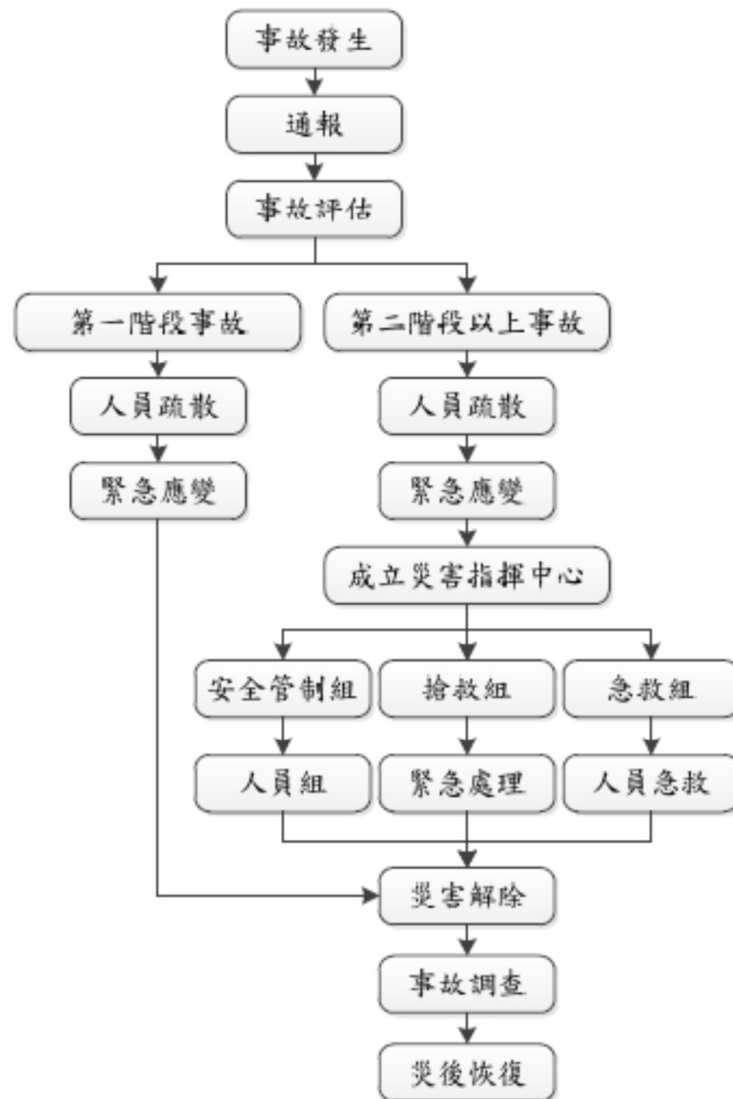 事故發生
通報
事故評估
第一階段事故
第二階段以上事故
人員疏散
人員疏散
緊急應變
緊急應變
成立災害指揮中心
安全管制組
搶救組
急救組
人員組
緊急處理
人員急救
災害解除
事故調查
災後恢復